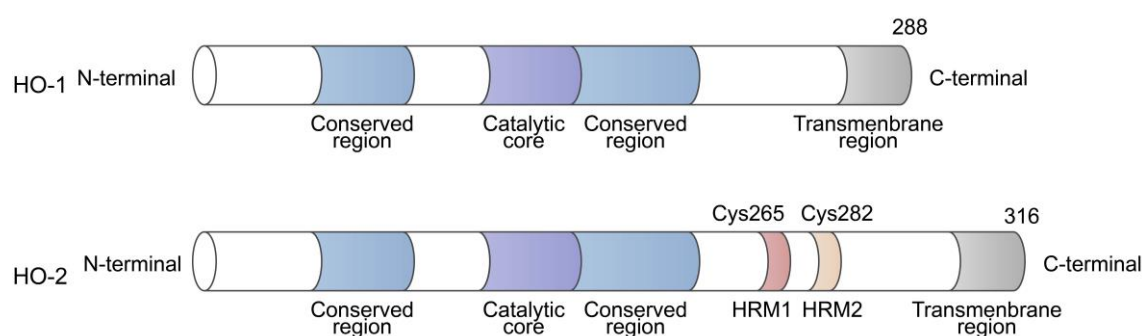 288
HO-1 N-terminal C-terminal
Conserved region
Catalytic core
Conserved region
Transmenbrane region
Cys265 Cys282 316
HO-2 N-terminal C-terminal
Conserved region
Catalytic core
Conserved region
HRM1 HRM2
Transmenbrane region